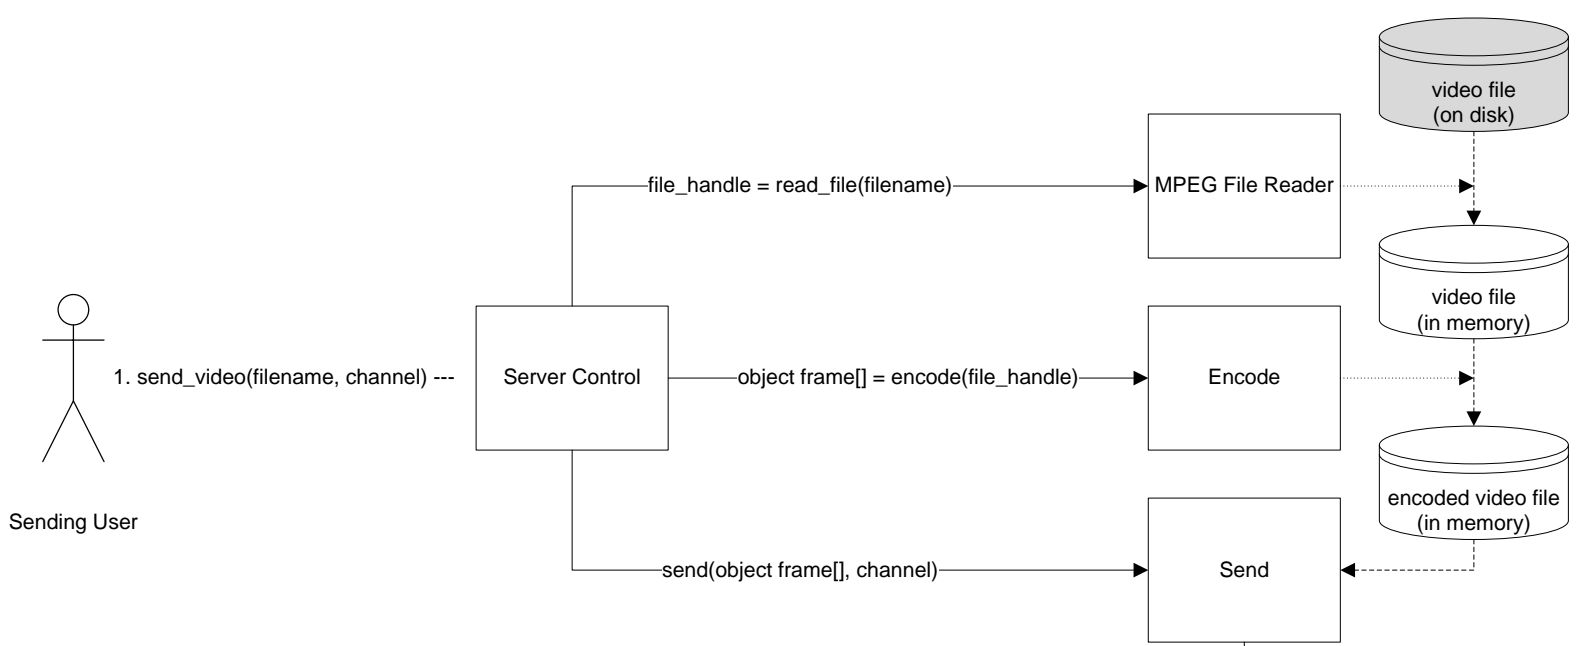 video file
(on disk)
file_handle = read_file(filename)
MPEG File Reader
video file
(in memory)
1. send_video(filename, channel) ---
Server Control
object frame[] = encode(file_handle)
Encode
encoded video file
(in memory)
Sending User
send(object frame[], channel)
Send